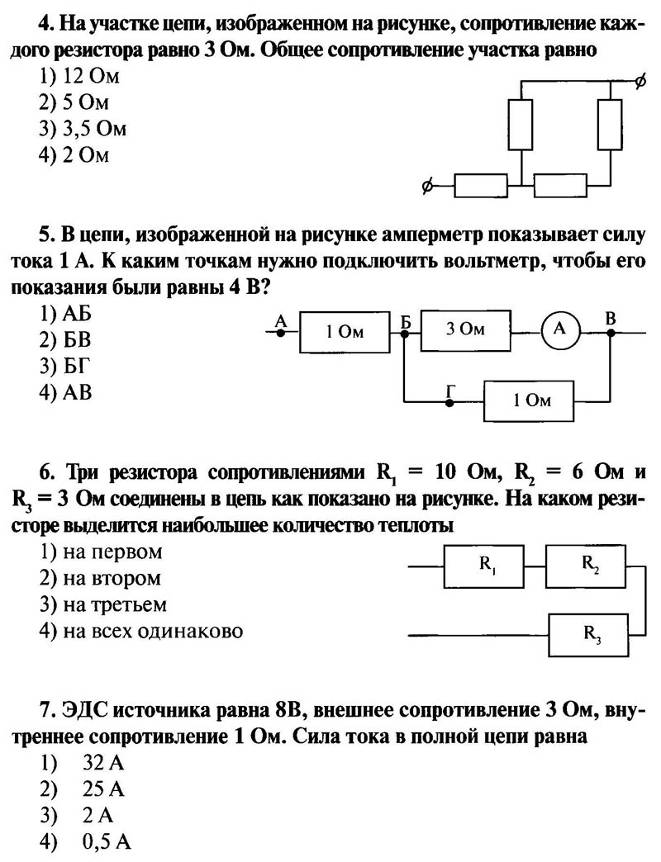 4. На участке цепи, изображенном на рисунке, сопротивление каж-
дого резистора равно 3 Ом. Общее сопротивление участка равно
1) 12 Ом
2) 5 Ом
3) 3,5 Ом
4) 2 Ом
5. В цепи, изображенной на рисунке амперметр показывает силу
тока 1 А. К каким точкам нужно подключить вольтметр, чтобы его
показания были равны 4 В?
1) АБ
2) БВ
3) БГ
4) АВ
А
1 Ом
Б
3 Ом
А
В
Г
1 Ом
6. Три резистора сопротивлениями R₁ = 10 Ом, R₂ = 6 Ом и
R₃ = 3 Ом соединены в цепь как показано на рисунке. На каком рези-
сторе выделится наибольшее количество теплоты
1) на первом
2) на втором
3) на третьем
4) на всех одинаково
R₁
R₂
R₃
7. ЭДС источника равна 8В, внешнее сопротивление 3 Ом, вну-
треннее сопротивление 1 Ом. Сила тока в полной цепи равна
1) 32 А
2) 25 А
3) 2 А
4) 0,5 А